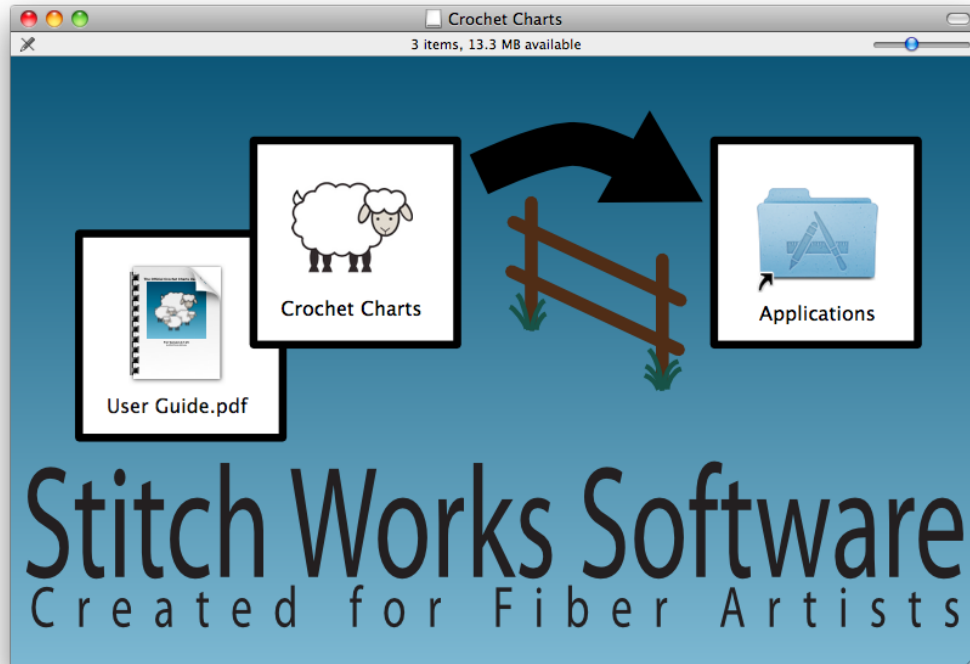 Crochet Charts
3 items, 13.3 MB available
Crochet Charts
Applications
User Guide.pdf
Stitch Works Software
Created for Fiber Artists